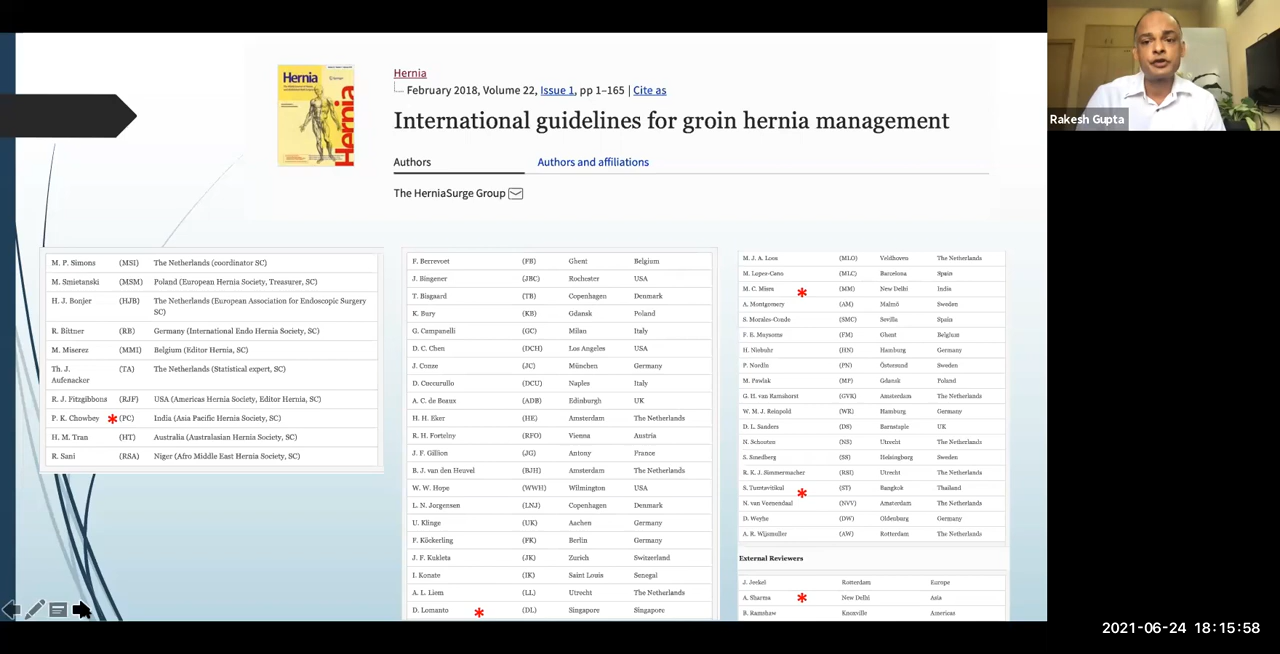 Hernia
February 2018, Volume 22, Issue 1, pp 1–165 | Cite as
International guidelines for groin hernia management
Authors Authors and affiliations
The HerniaSurge Group
Hernia
Hernia
Rakesh Gupta
M. P. Simons (MSI) The Netherlands (coordinator SC)
M. Smietanski (MSM) Poland (European Hernia Society, Treasurer, SC)
H. J. Bonjer (HJB) The Netherlands (European Association for Endoscopic Surgery
SC)
R. Bittner (RB) Germany (International Endo Hernia Society, SC)
M. Miserez (MMI) Belgium (Editor Hernia, SC)
Th. J.
Aufenacker (TA) The Netherlands (Statistical expert, SC)
R. J. Fitzgibbons (RJF) USA (Americas Hernia Society, Editor Hernia, SC)
P. K. Chowbey * (PC) India (Asia Pacific Hernia Society, SC)
H. M. Tran (HT) Australia (Australasian Hernia Society, SC)
R. Sani (RSA) Niger (Afro Middle East Hernia Society, SC)
F. Berrevoet (FB) Ghent Belgium
J. Bingener (JBC) Rochester USA
T. Bisgaard (TB) Copenhagen Denmark
K. Bury (KB) Gdansk Poland
G. Campanelli (GC) Milan Italy
D. C. Chen (DCH) Los Angeles USA
J. Conze (JC) München Germany
D. Cuccurullo (DCU) Naples Italy
A. C. de Beaux (ADB) Edinburgh UK
H. H. Eker (HE) Amsterdam The Netherlands
R. H. Fortelny (RFO) Vienna Austria
J. F. Gillion (JG) Antony France
B. J. van den Heuvel (BJH) Amsterdam The Netherlands
W. W. Hope (WWH) Wilmington USA
L. N. Jorgensen (LNJ) Copenhagen Denmark
U. Klinge (UK) Aachen Germany
F. Köckerling (FK) Berlin Germany
J. F. Kukleta (JK) Zurich Switzerland
I. Konate (IK) Saint Louis Senegal
A. L. Liem (LL) Utrecht The Netherlands
D. Lomanto * (DL) Singapore Singapore
M. J. A. Loos (MLO) Veldhoven The Netherlands
M. Lopez-Cano (MLC) Barcelona Spain
M. C. Misra * (MM) New Delhi India
A. Montgomery (AM) Malmö Sweden
S. Morales-Conde (SMC) Sevilla Spain
F. E. Muysoms (FM) Ghent Belgium
H. Niebuhr (HN) Hamburg Germany
P. Nordin (PN) Östersund Sweden
M. Pawlak (MP) Gdansk Poland
G. H. van Ramshorst (GVR) Amsterdam The Netherlands
W. M. J. Reinpold (WR) Hamburg Germany
D. L. Sanders (DS) Barnstaple UK
N. Schouten (NS) Utrecht The Netherlands
S. Smedberg (SS) Helsingborg Sweden
R. K. J. Simmermacher (RSI) Utrecht The Netherlands
S. Tumtavitikul * (ST) Bangkok Thailand
N. van Veenendaal (NVV) Amsterdam The Netherlands
D. Weyhe (DW) Oldenburg Germany
A. R. Wijsmuller (AW) Rotterdam The Netherlands
External Reviewers
J. Jeekel Rotterdam Europe
A. Sharma * New Delhi Asia
B. Ramshaw Knoxville Americas
2021-06-24 18:15:58